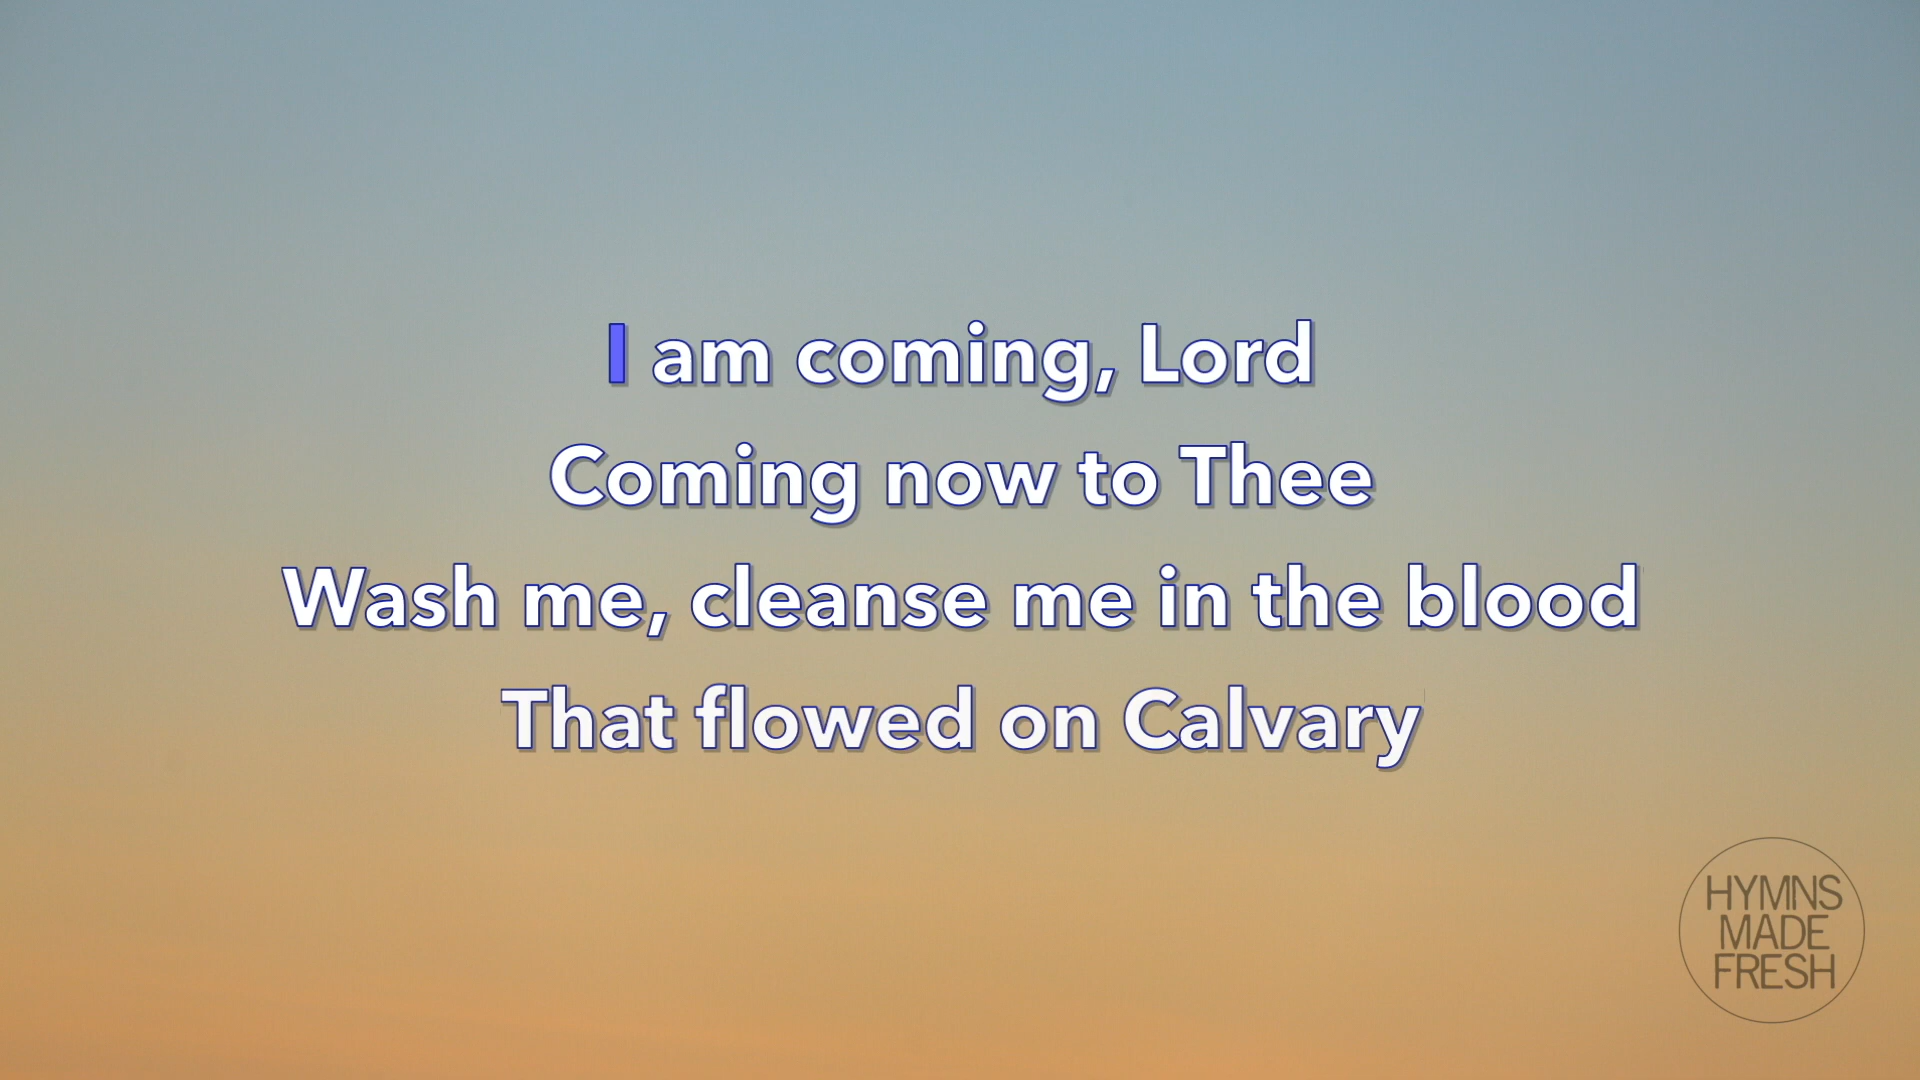 I am coming, Lord
Coming now to Thee
Wash me, cleanse me in the blood
That flowed on Calvary
HYMNS
MADE
FRESH